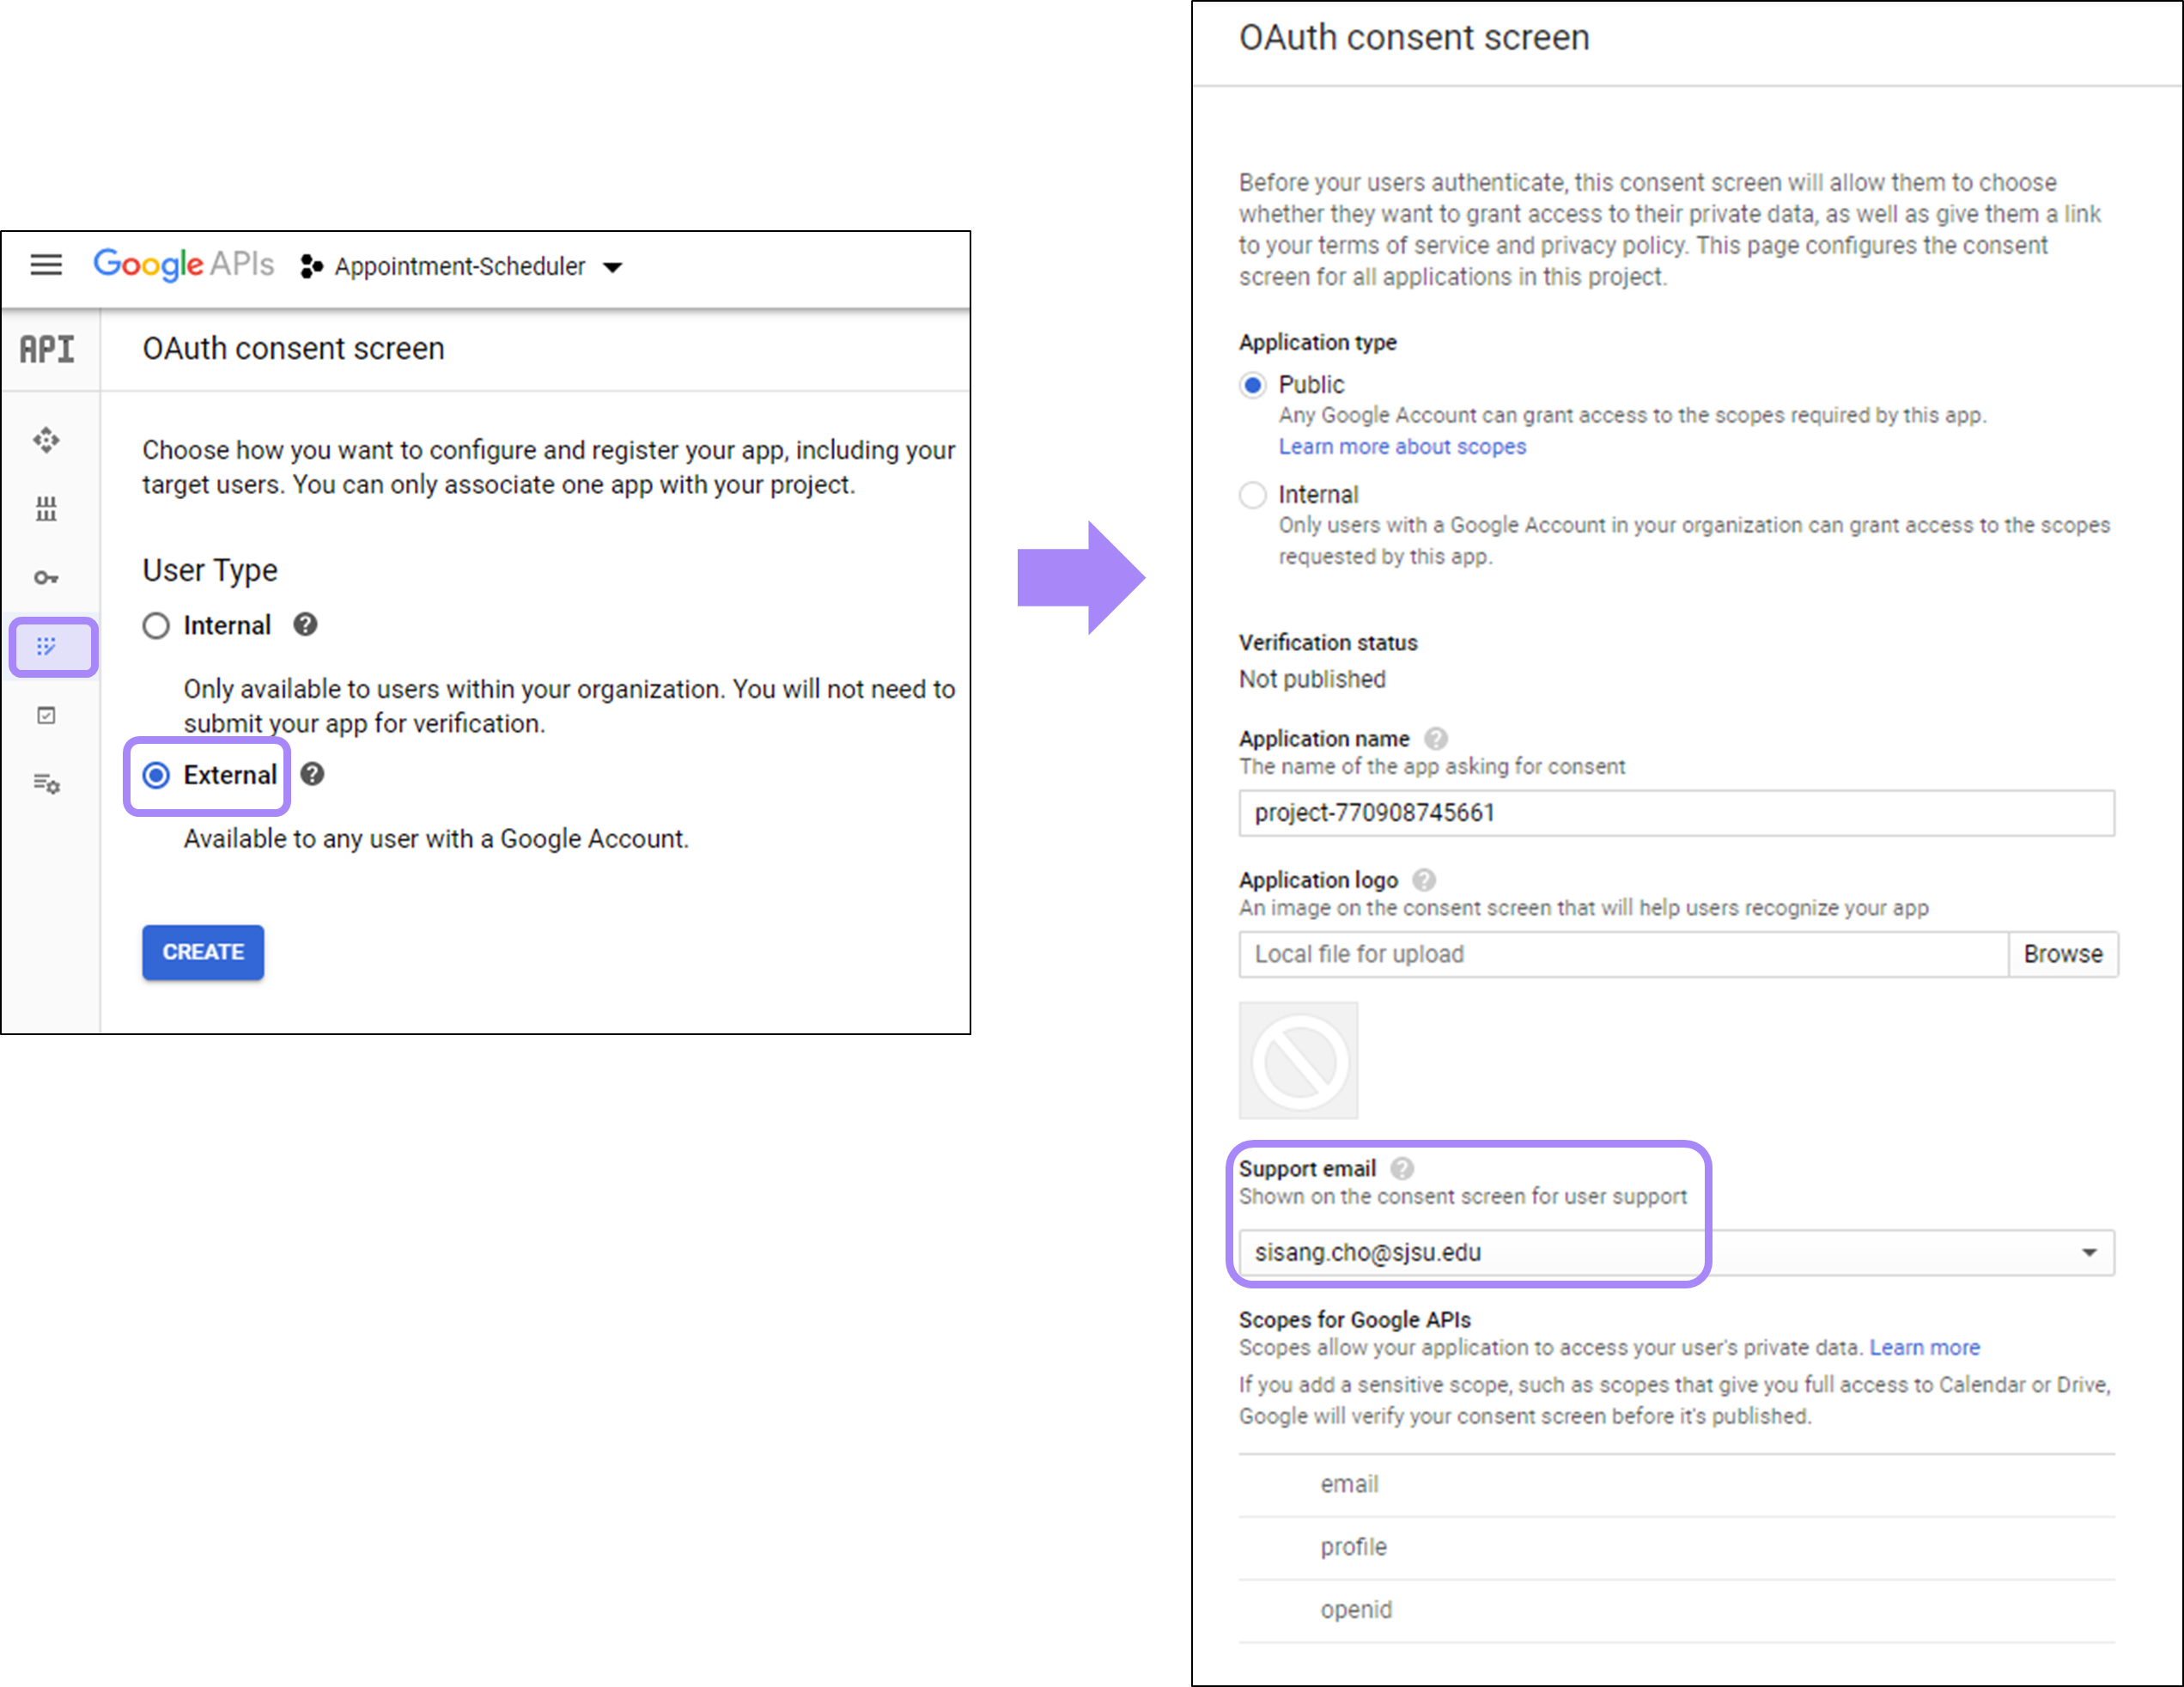 Google APIs Appointment-Scheduler
API
OAuth consent screen
Choose how you want to configure and register your app, including your
target users. You can only associate one app with your project.
User Type
Internal
Only available to users within your organization. You will not need to
submit your app for verification.
External
Available to any user with a Google Account.
CREATE
OAuth consent screen
Before your users authenticate, this consent screen will allow them to choose
whether they want to grant access to their private data, as well as give them a link
to your terms of service and privacy policy. This page configures the consent
screen for all applications in this project.
Application type
Public
Any Google Account can grant access to the scopes required by this app.
Learn more about scopes
Internal
Only users with a Google Account in your organization can grant access to the scopes
requested by this app.
Verification status
Not published
Application name
The name of the app asking for consent
project-770908745661
Application logo
An image on the consent screen that will help users recognize your app
Local file for upload Browse
Support email
Shown on the consent screen for user support
sisang.cho@sjsu.edu
Scopes for Google APIs
Scopes allow your application to access your user's private data. Learn more
If you add a sensitive scope, such as scopes that give you full access to Calendar or Drive,
Google will verify your consent screen before it's published.
email
profile
openid